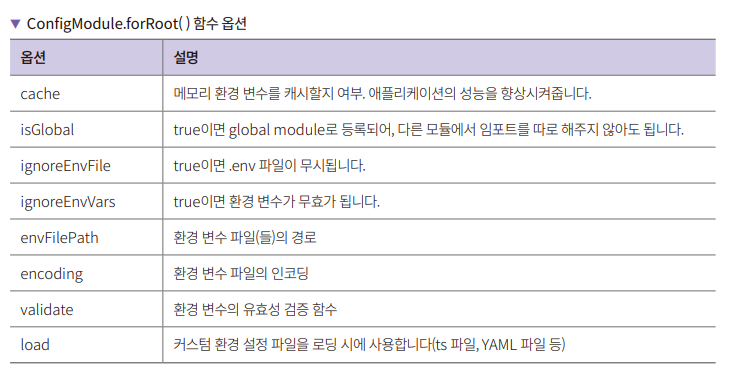 ▼ ConfigModule.forRoot( ) 함수 옵션
옵션 설명
cache 메모리 환경 변수를 캐시할지 여부. 애플리케이션의 성능을 향상시켜줍니다.
isGlobal true이면 global module로 등록되어, 다른 모듈에서 임포트를 따로 해주지 않아도 됩니다.
ignoreEnvFile true이면 .env 파일이 무시됩니다.
ignoreEnvVars true이면 환경 변수가 무효가 됩니다.
envFilePath 환경 변수 파일(들)의 경로
encoding 환경 변수 파일의 인코딩
validate 환경 변수의 유효성 검증 함수
load 커스텀 환경 설정 파일을 로딩 시에 사용합니다(ts 파일, YAML 파일 등)